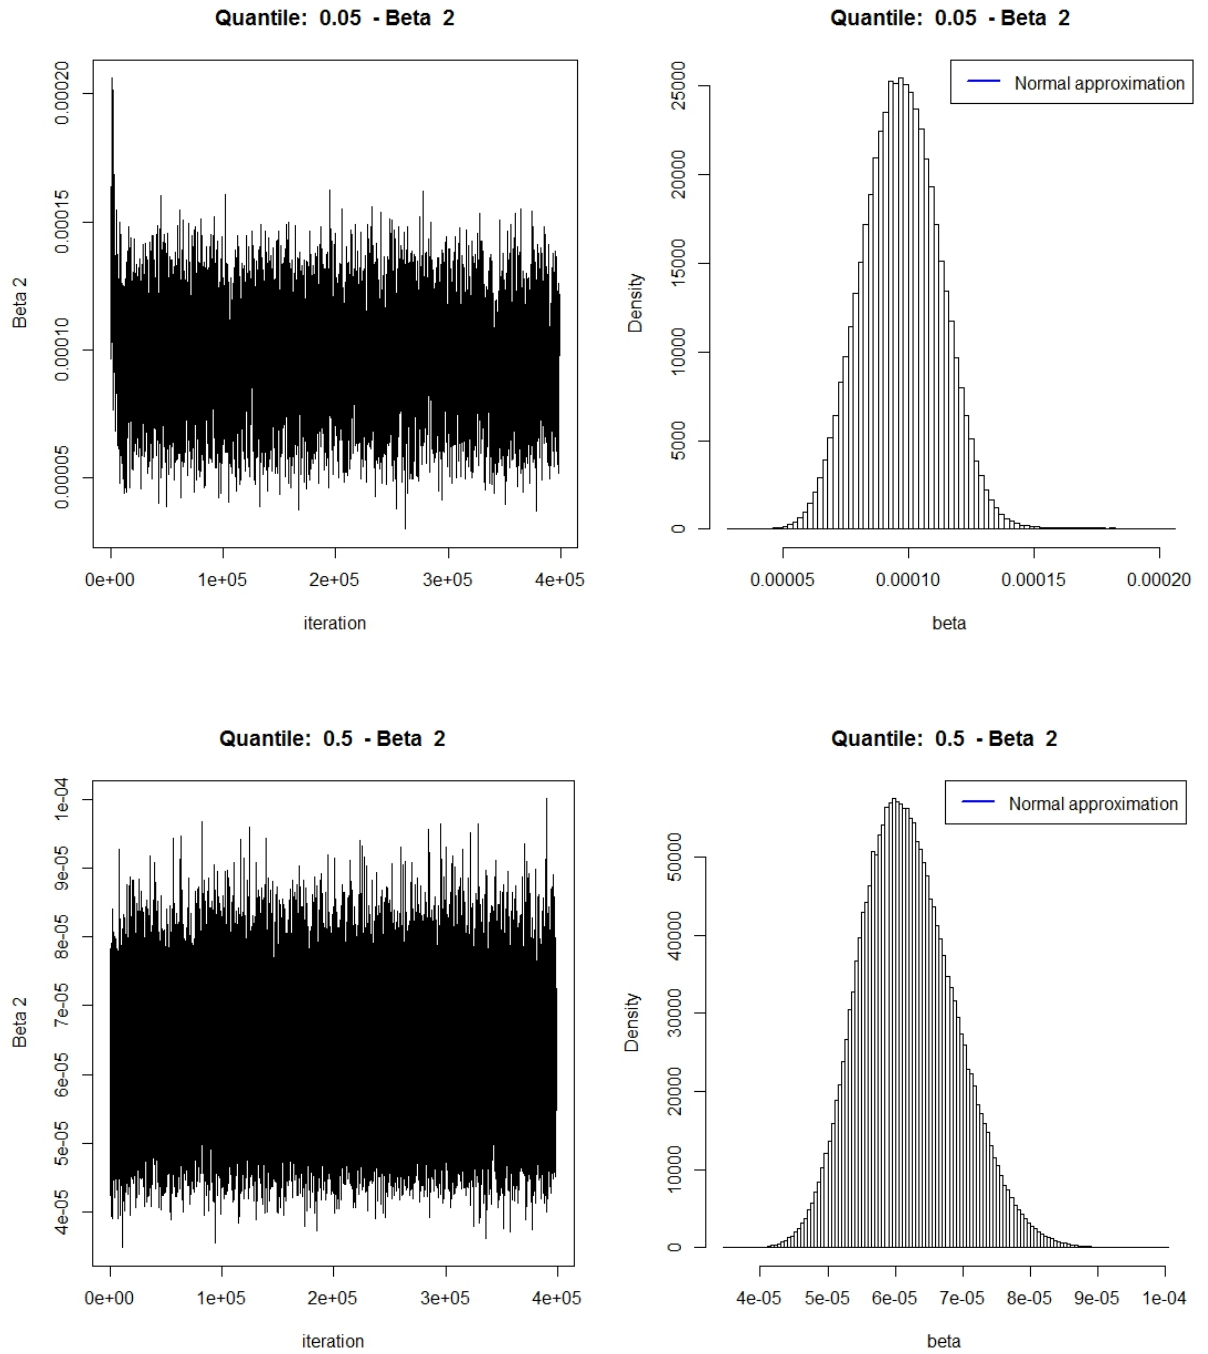 Quantile: 0.05 - Beta 2
Beta 2
0.00020
0.00015
0.00010
0.00005
0e+00 1e+05 2e+05 3e+05 4e+05
iteration
Quantile: 0.05 - Beta 2
Normal approximation
Density
25000
20000
15000
10000
5000
0
0.00005 0.00010 0.00015 0.00020
beta
Quantile: 0.5 - Beta 2
Beta 2
1e-04
9e-05
8e-05
7e-05
6e-05
5e-05
4e-05
0e+00 1e+05 2e+05 3e+05 4e+05
iteration
Quantile: 0.5 - Beta 2
Normal approximation
Density
50000
40000
30000
20000
10000
0
4e-05 5e-05 6e-05 7e-05 8e-05 9e-05 1e-04
beta